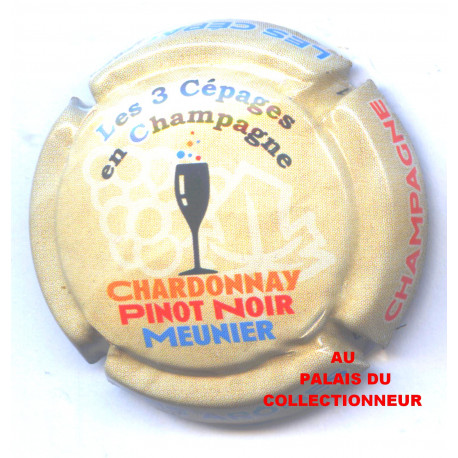 Les 3 Cépages
en Champagne
CHARDONNAY
PINOT NOIR
MEUNIER
CHAMPAGNE
AU
PALAIS DU
COLLECTIONNEUR